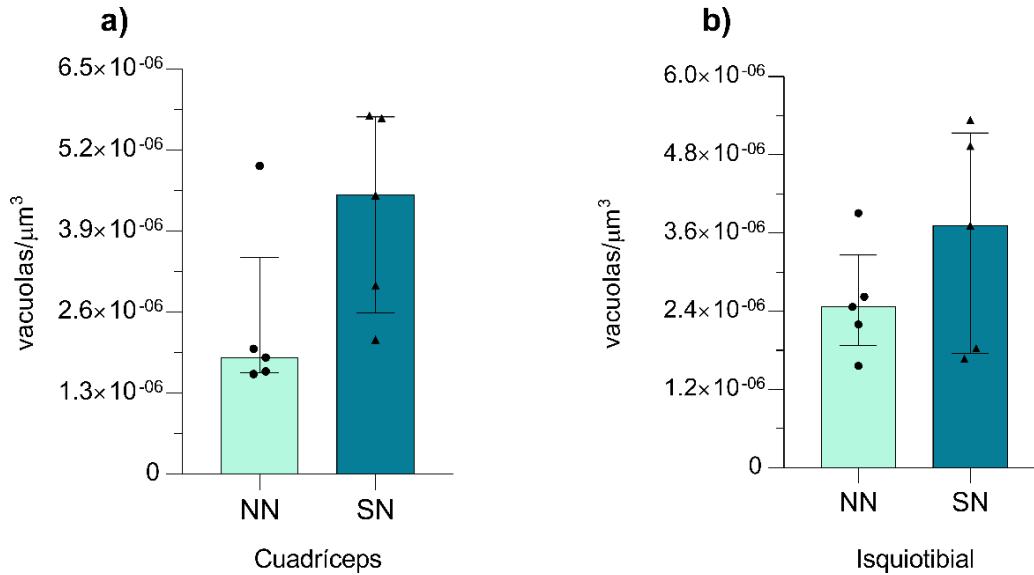 a)
vacuolas/µm³
6.5×10⁻⁰⁶
5.2×10⁻⁰⁶
3.9×10⁻⁰⁶
2.6×10⁻⁰⁶
1.3×10⁻⁰⁶
0
NN SN
Cuadríceps
b)
vacuolas/µm³
6.0×10⁻⁰⁶
4.8×10⁻⁰⁶
3.6×10⁻⁰⁶
2.4×10⁻⁰⁶
1.2×10⁻⁰⁶
0
NN SN
Isquiotibial